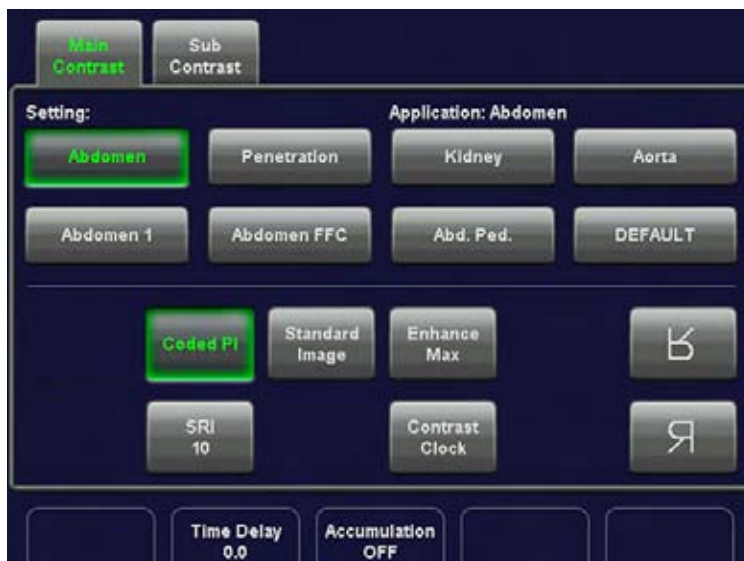 Main
Contrast
Sub
Contrast
Setting:
Application: Abdomen
Abdomen
Penetration
Kidney
Aorta
Abdomen 1
Abdomen FFC
Abd. Ped.
DEFAULT
Coded PI
Standard
Image
Enhance
Max
SRI
10
Contrast
Clock
Time Delay
0.0
Accumulation
OFF